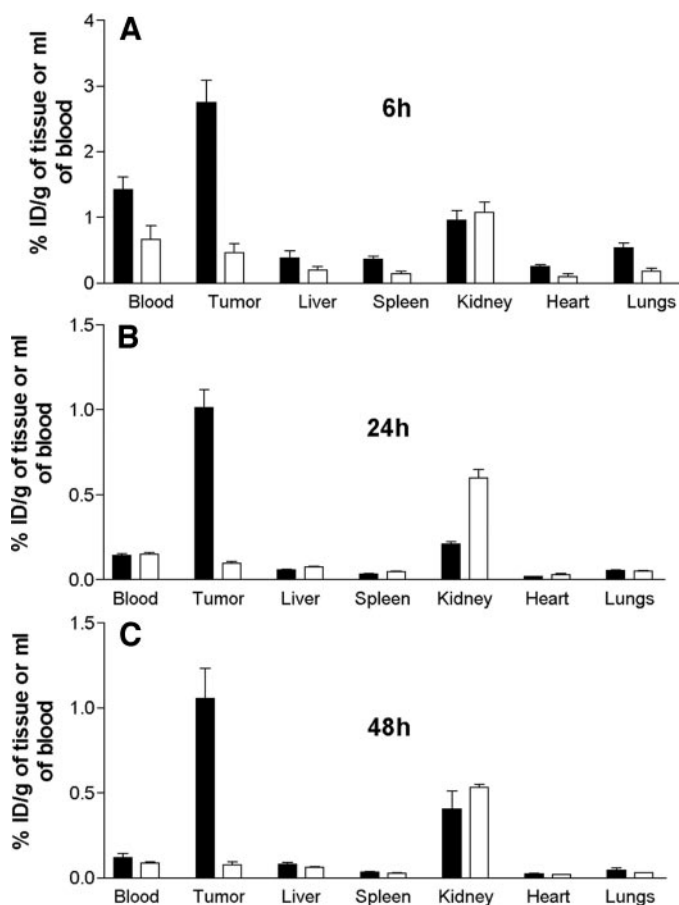 A
% ID/g of tissue or ml
of blood
4
3
2
1
0
6h
Blood Tumor Liver Spleen Kidney Heart Lungs
B
% ID/g of tissue or ml
of blood
1.5
1.0
0.5
0.0
24h
Blood Tumor Liver Spleen Kidney Heart Lungs
C
% ID/g of tissue or ml
of blood
1.5
1.0
0.5
0.0
48h
Blood Tumor Liver Spleen Kidney Heart Lungs